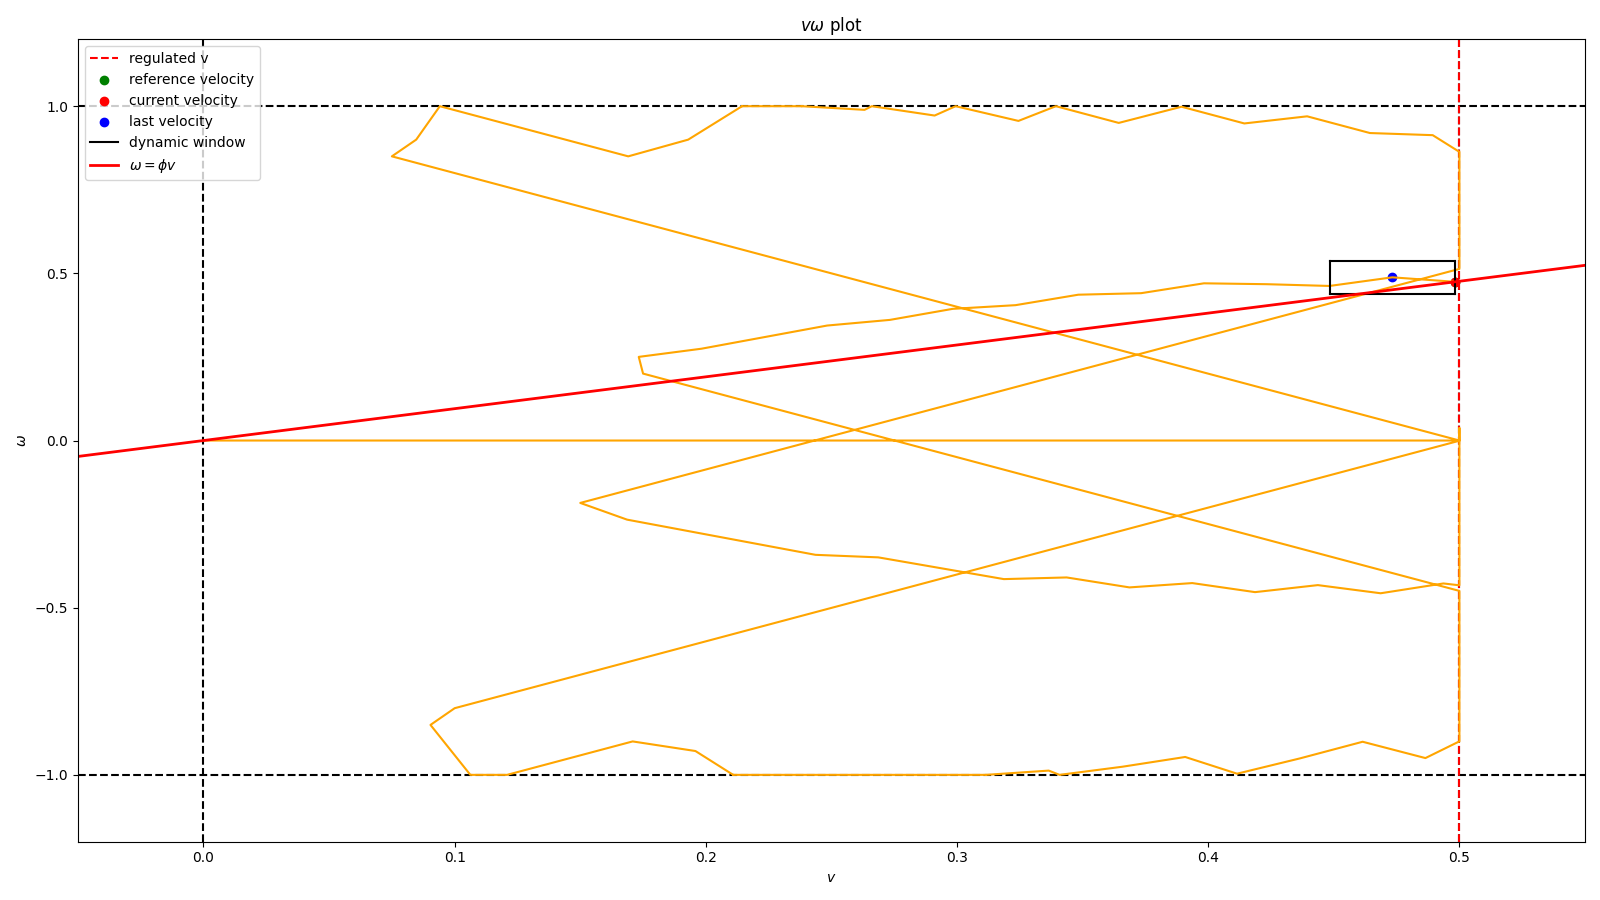 vω plot
regulated v
reference velocity
current velocity
last velocity
dynamic window
ω = ϕv
1.0
0.5
0.0
−0.5
−1.0
ω
0.0 0.1 0.2 0.3 0.4 0.5
v